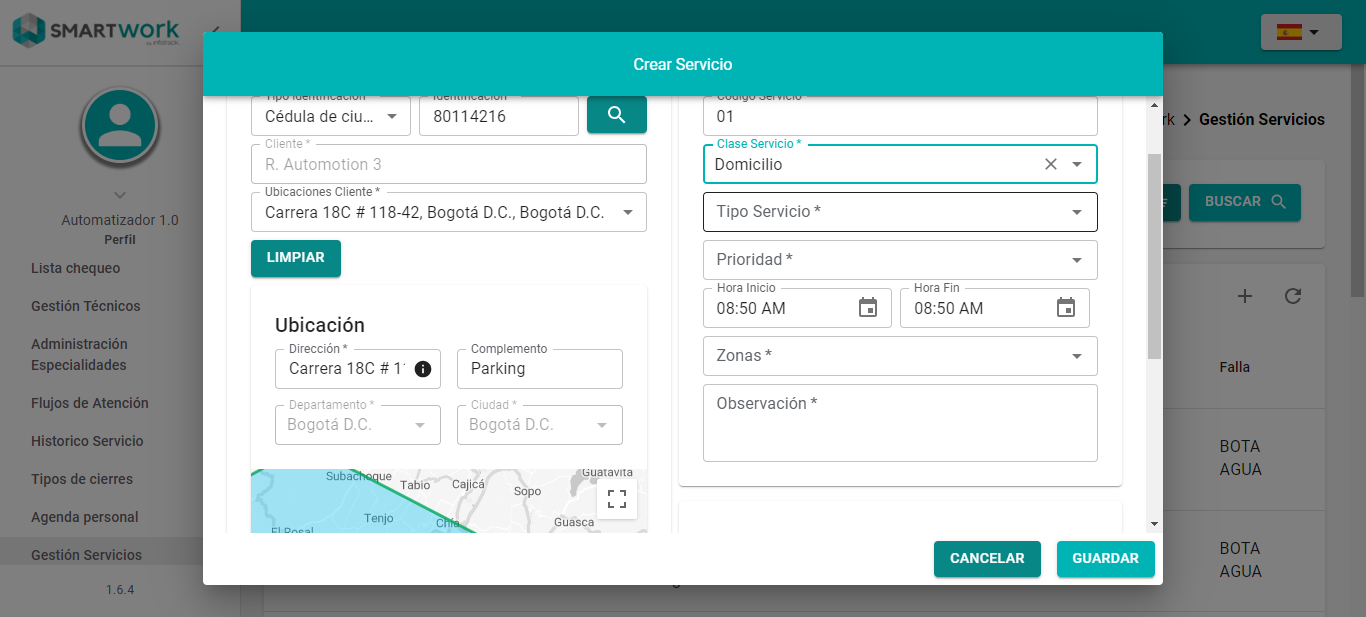 SMARTWORK
by infotrack
Crear Servicio
rk > Gestión Servicios
Automatizador 1.0
Perfil
Lista chequeo
Gestión Técnicos
Administración
Especialidades
Flujos de Atención
Historico Servicio
Tipos de cierres
Agenda personal
Gestión Servicios
1.6.4
Tipo Identificación
Cédula de ciu...
Identificación
80114216
Cliente *
R. Automotion 3
Ubicaciones Cliente *
Carrera 18C # 118-42, Bogotá D.C., Bogotá D.C.
LIMPIAR
Ubicación
Dirección *
Carrera 18C # 1
Complemento
Parking
Departamento *
Bogotá D.C.
Ciudad *
Bogotá D.C.
Subachoque
Tabio
Cajicá
Sopo
Guatavita
Tenjo
Chía
Guasca
El Rosal
Código Servicio
01
Clase Servicio *
Domicilio
Tipo Servicio *
Prioridad *
Hora Inicio
08:50 AM
Hora Fin
08:50 AM
Zonas *
Observación *
CANCELAR
GUARDAR
BUSCAR
Falla
BOTA
AGUA
BOTA
AGUA